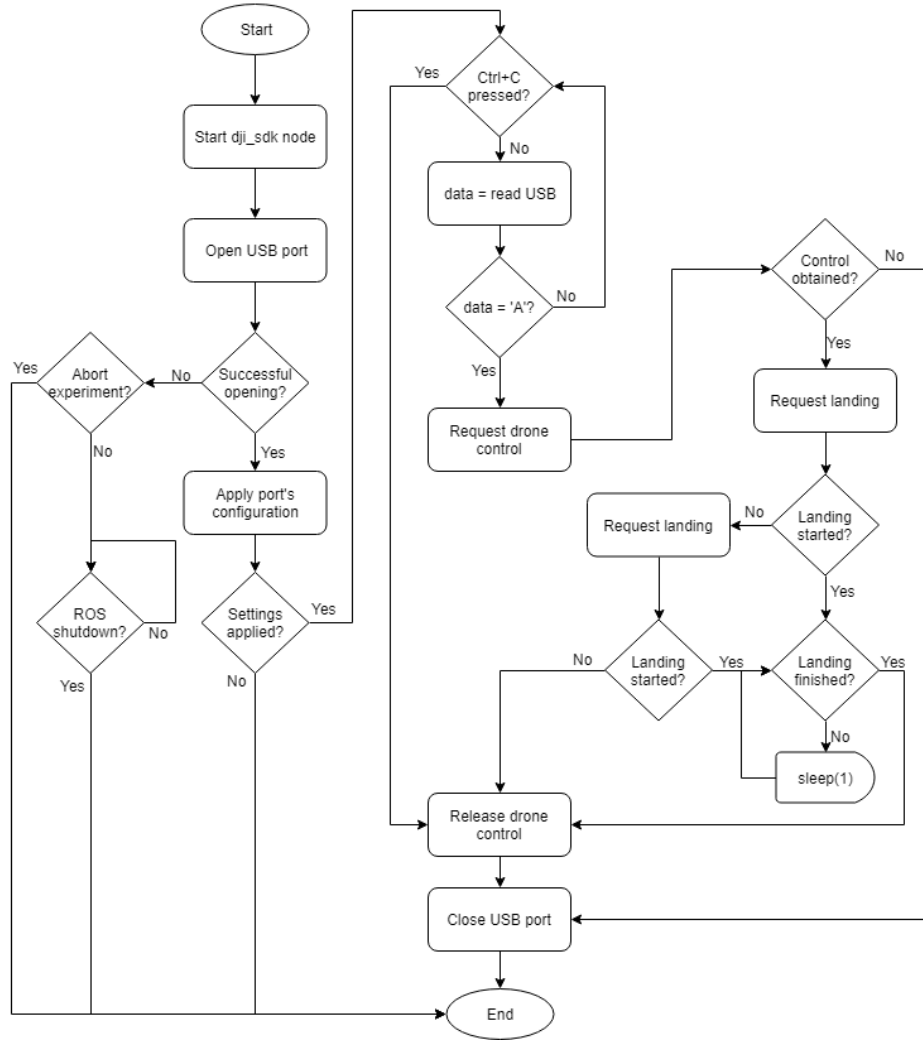 Start
Start dji_sdk node
Open USB port
Successful
opening?
No
Yes
Abort
experiment?
Yes
No
ROS
shutdown?
No
Yes
Apply port's
configuration
Settings
applied?
Yes
No
Ctrl+C
pressed?
Yes
No
data = read USB
data = 'A'?
No
Yes
Request drone
control
Control
obtained?
No
Yes
Request landing
Landing
started?
No
Yes
Request landing
Landing
started?
No
Yes
Landing
finished?
Yes
No
sleep(1)
Release drone
control
Close USB port
End